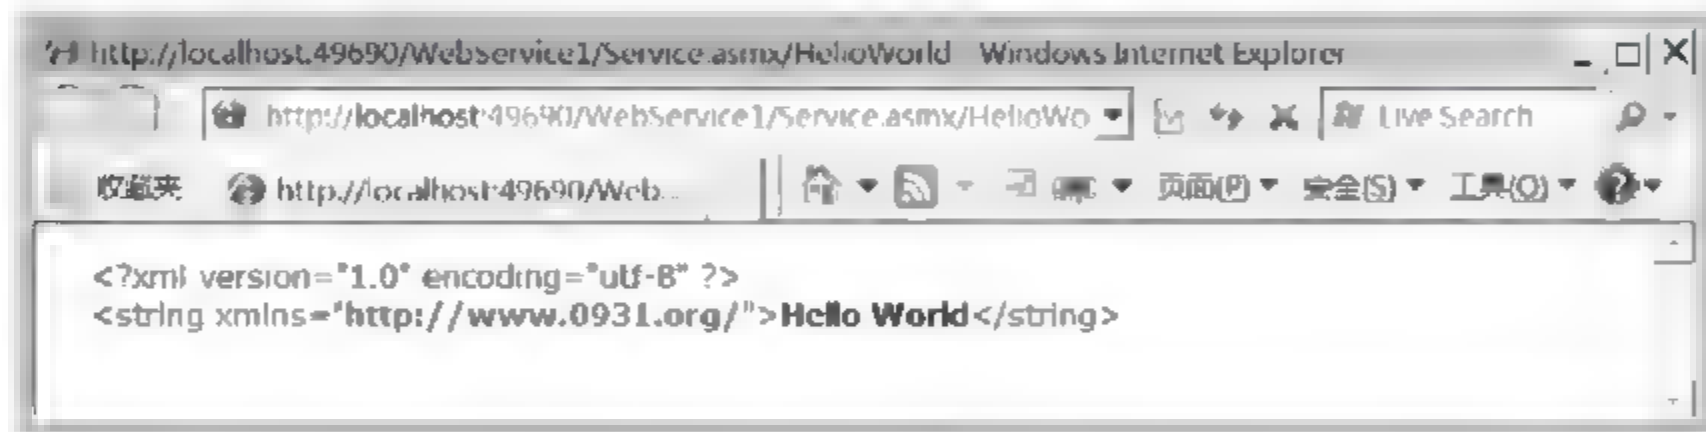 http://localhost:49690/WebService1/Service.asmx/HelloWorld - Windows Internet Explorer
http://localhost:49690/WebService1/Service.asmx/HelloWo Live Search
收藏夹 http://localhost:49690/Web... 页面(P) 安全(S) 工具(O)
<?xml version="1.0" encoding="utf-8" ?>
<string xmlns="http://www.0931.org/">Hello World</string>